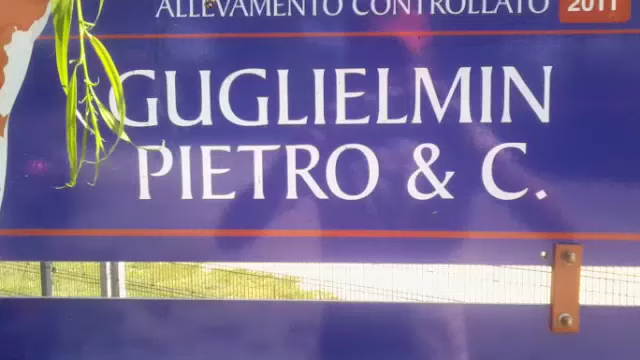 ALLEVAMENTO CONTROLLATO 2011
GUGLIELMIN
PIETRO & C.